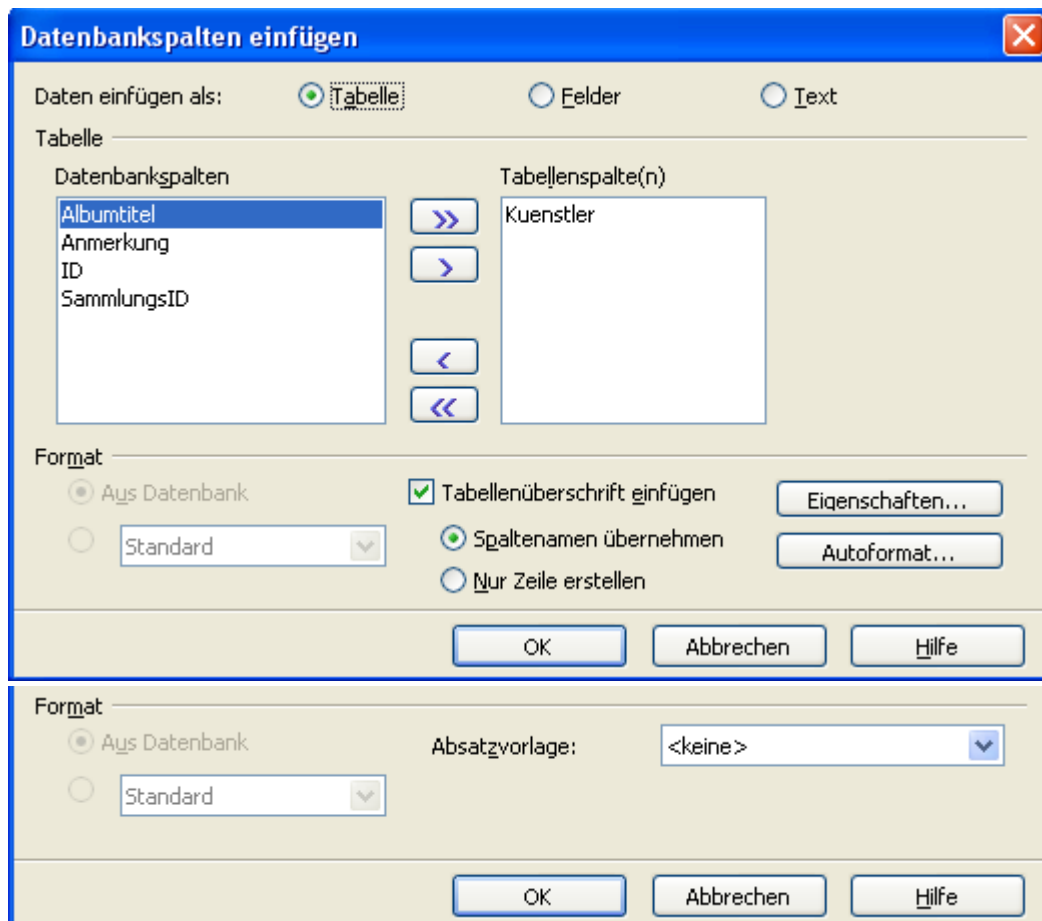 Datenbankspalten einfügen
Daten einfügen als: Tabelle Felder Text
Tabelle
Datenbankspalten Tabellenspalte(n)
Albumtitel >> Kuenstler
Anmerkung
ID >
SammlungsID
<
<<
Format
Aus Datenbank Tabellenüberschrift einfügen Eigenschaften...
Standard Spaltenamen übernehmen Autoformat...
Nur Zeile erstellen
OK Abbrechen Hilfe
Format
Aus Datenbank Absatzvorlage: <keine>
Standard
OK Abbrechen Hilfe